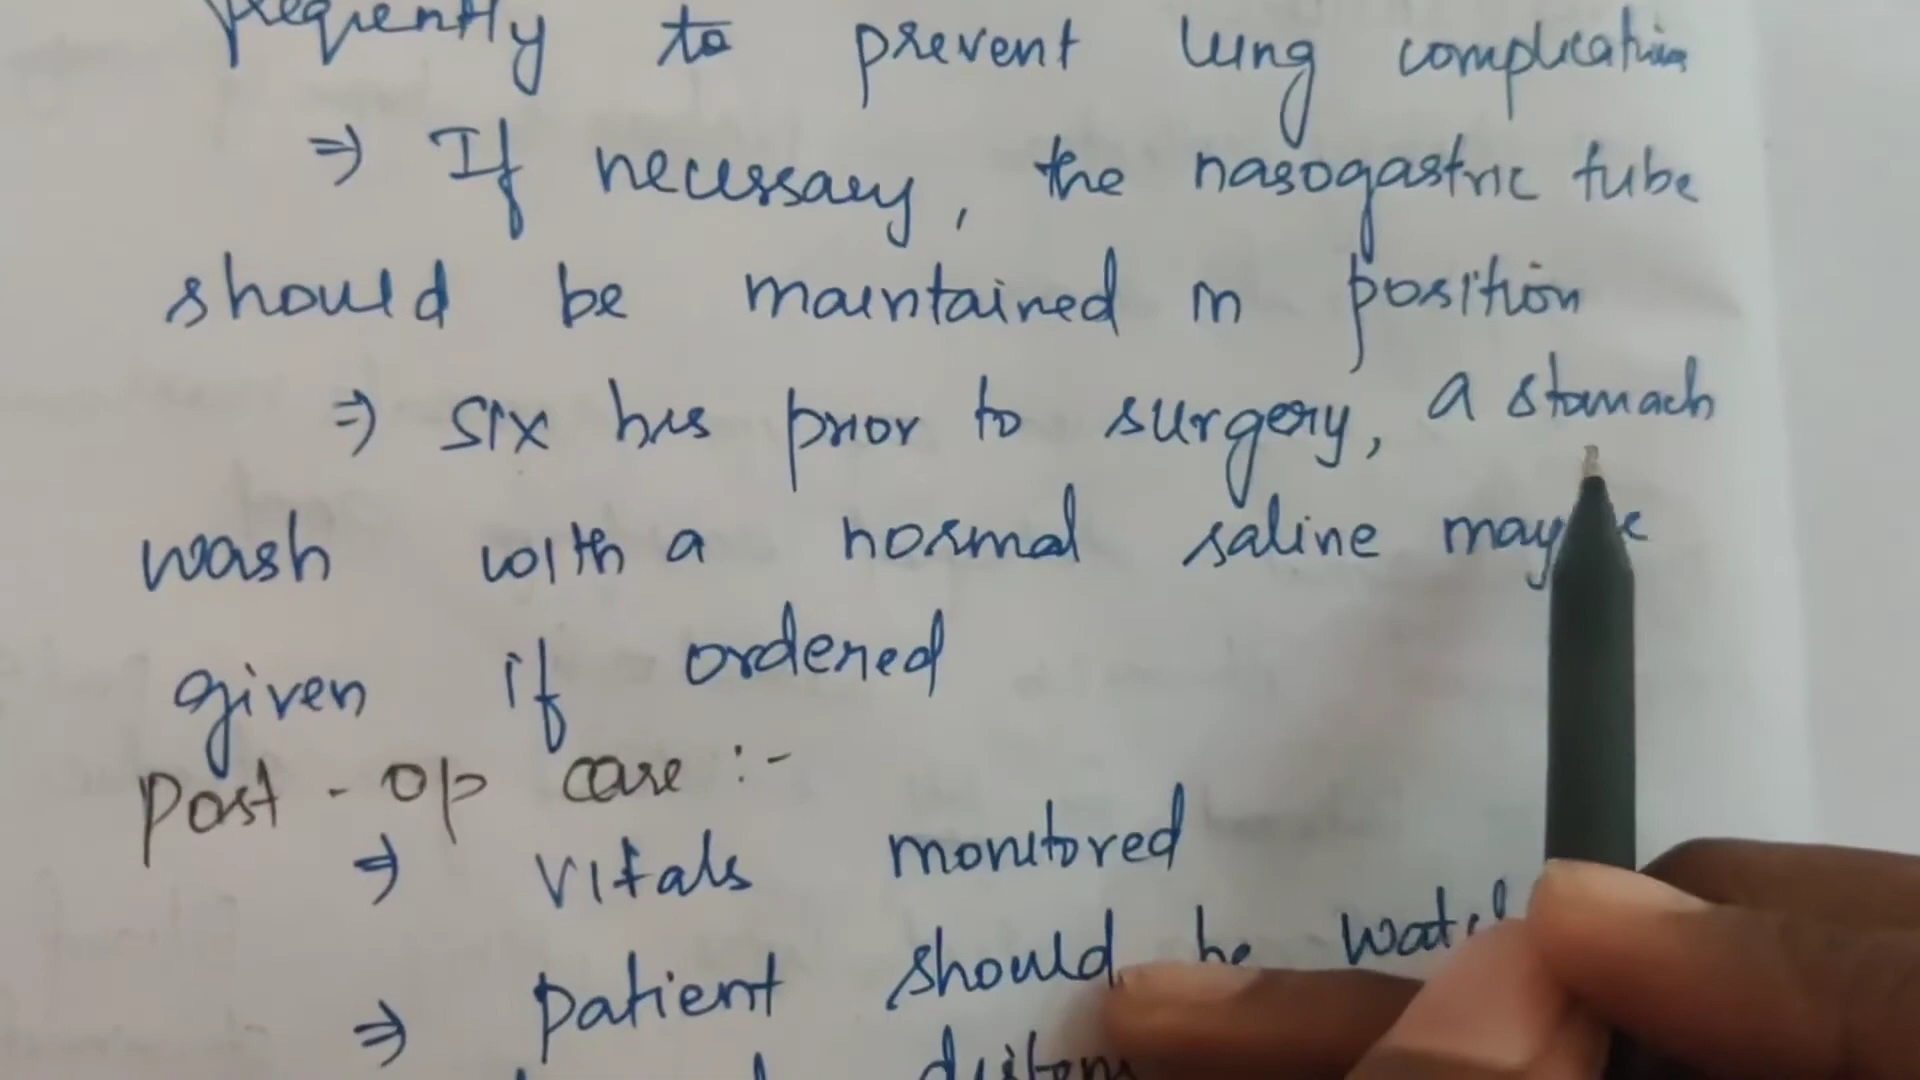 frequently to prevent lung complication
⇒ If necessary, the nasogastric tube
should be maintained in position
⇒ six hrs prior to surgery, a stomach
wash with a normal saline may
given if ordered
post - op care :-
⇒ vitals monitored
⇒ patient should be